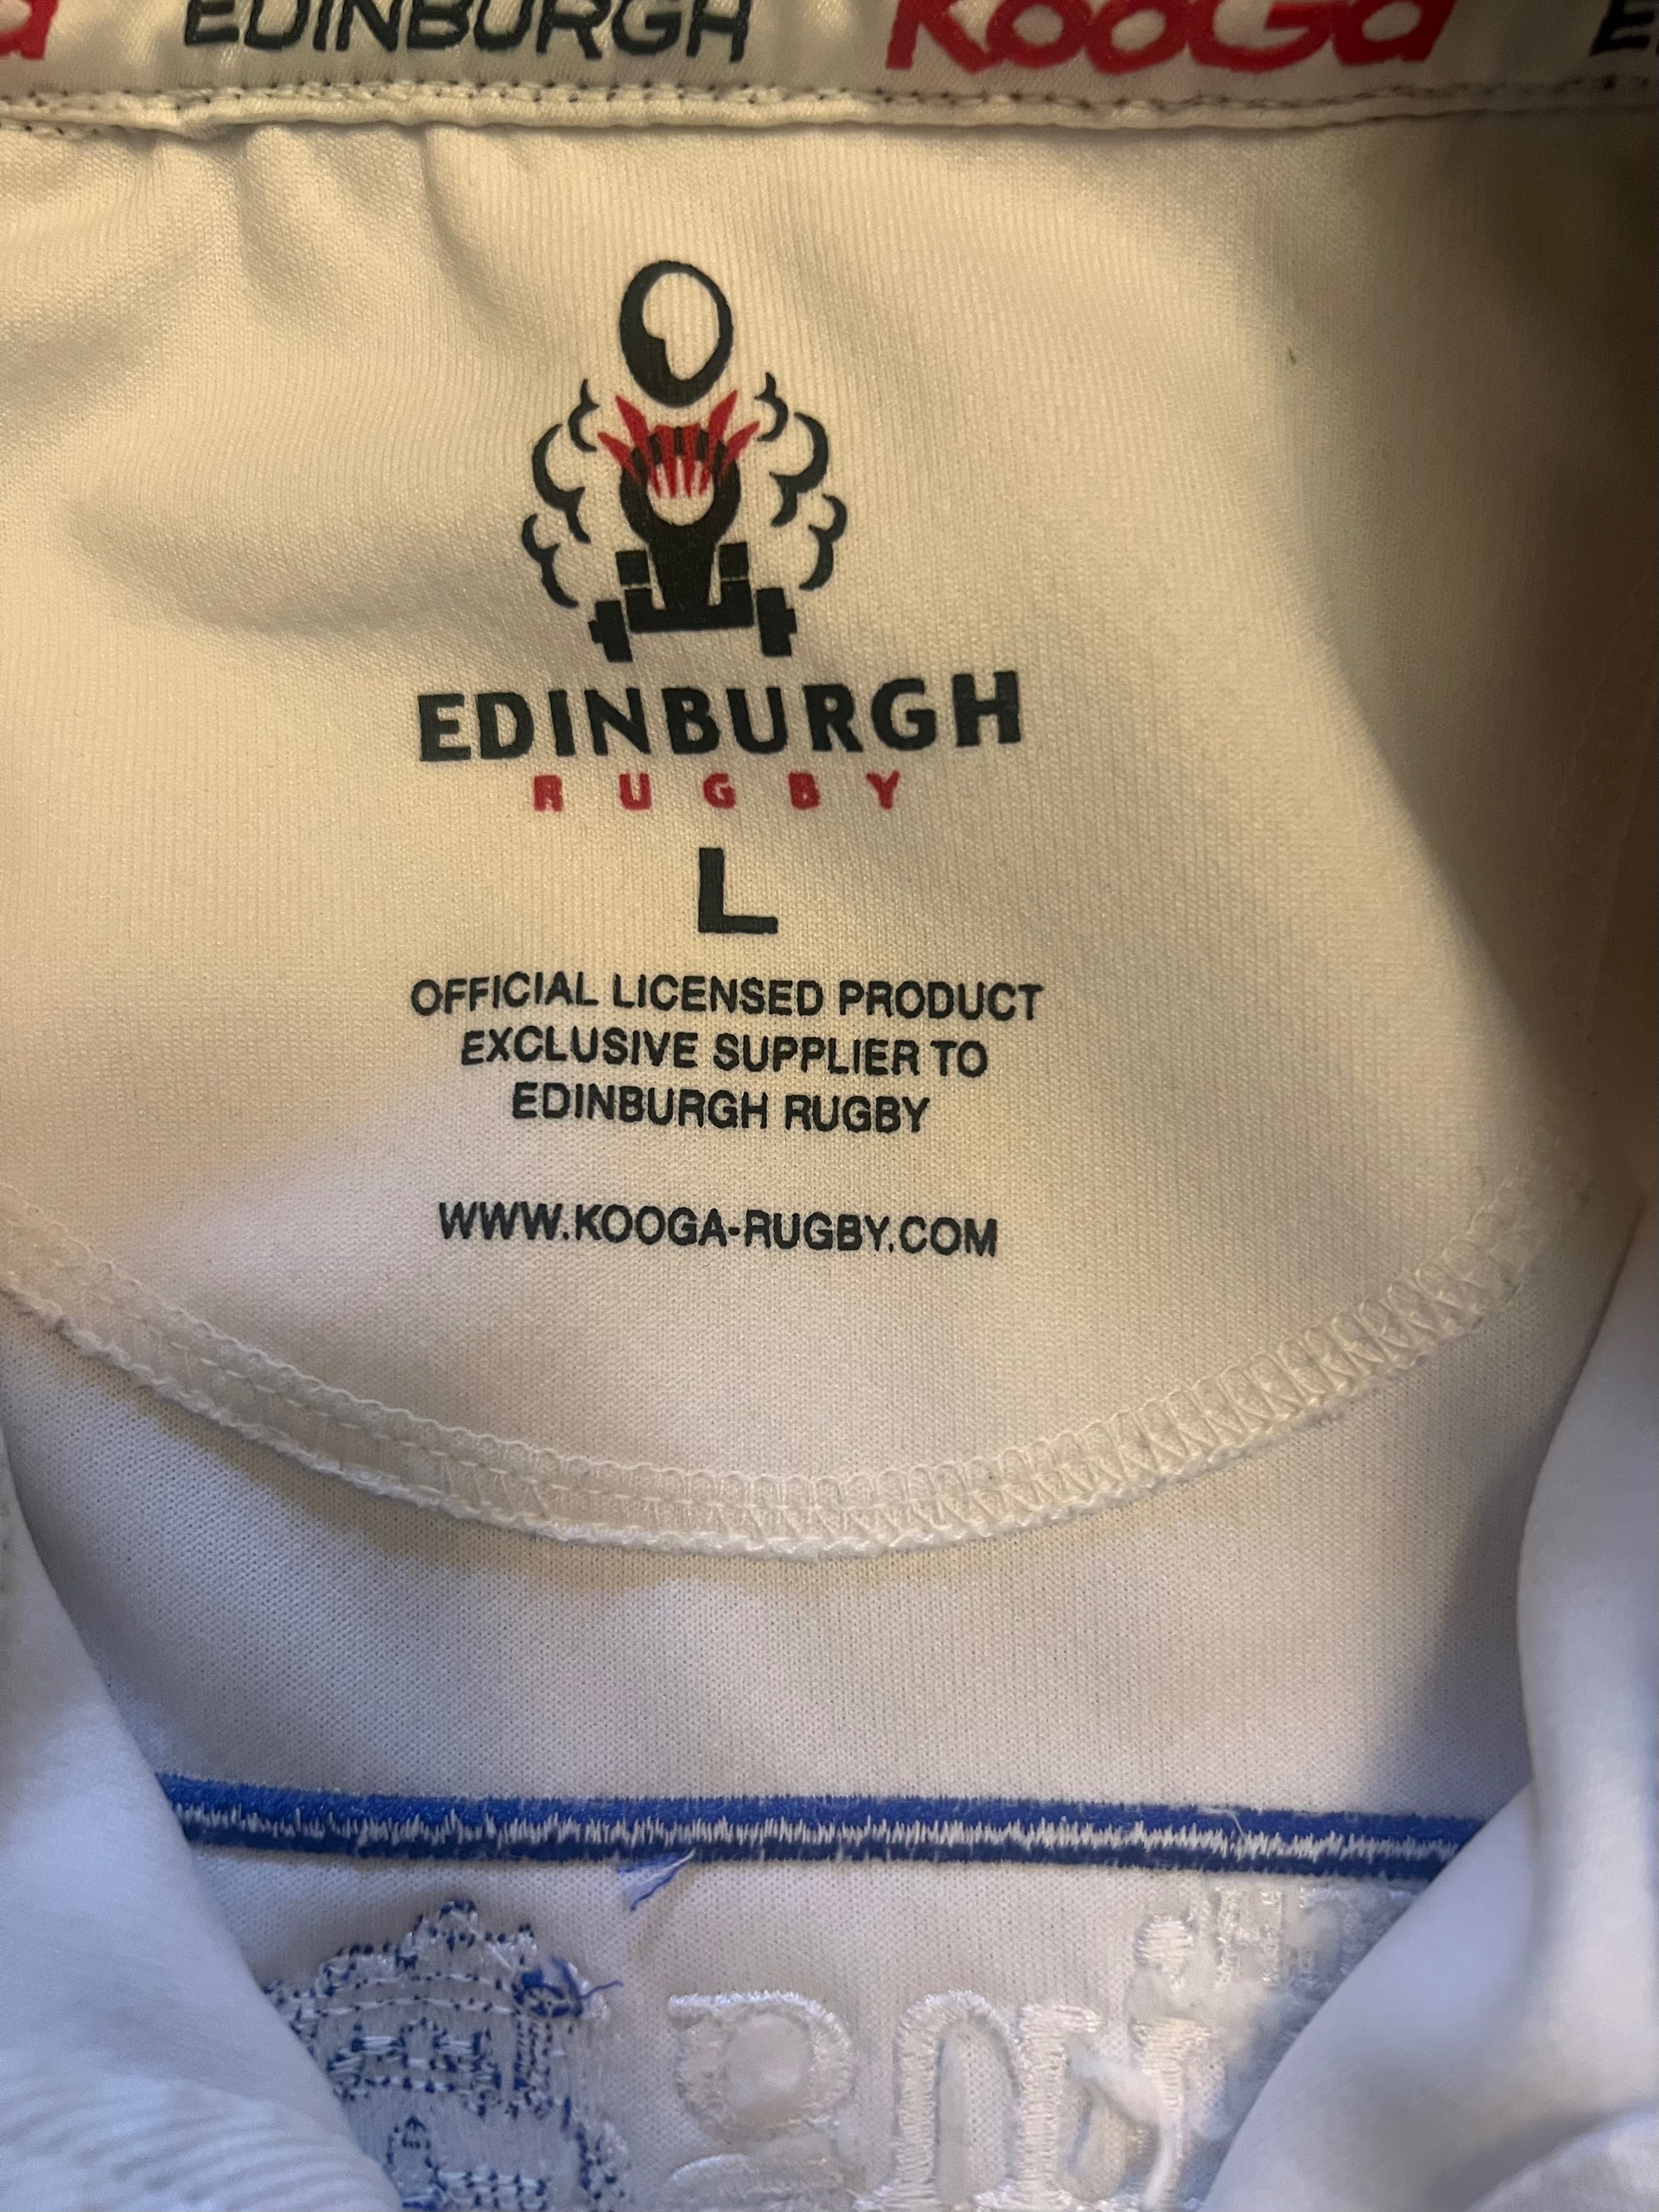 EDINBURGH KooGa
EDINBURGH
RUGBY
L
OFFICIAL LICENSED PRODUCT
EXCLUSIVE SUPPLIER TO
EDINBURGH RUGBY
WWW.KOOGA-RUGBY.COM